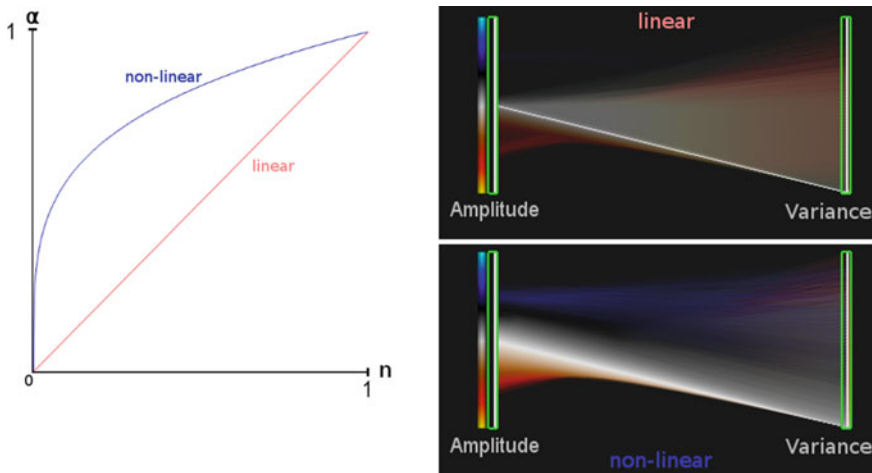 α
1
non-linear
linear
0
n
1
linear
Amplitude
Variance
Amplitude
Variance
non-linear